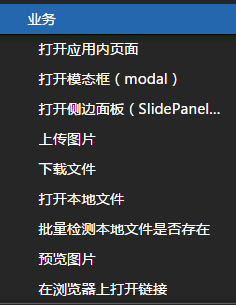 业务
打开应用内页面
打开模态框（modal）
打开侧边面板（SlidePanel...
上传图片
下载文件
打开本地文件
批量检测本地文件是否存在
预览图片
在浏览器上打开链接